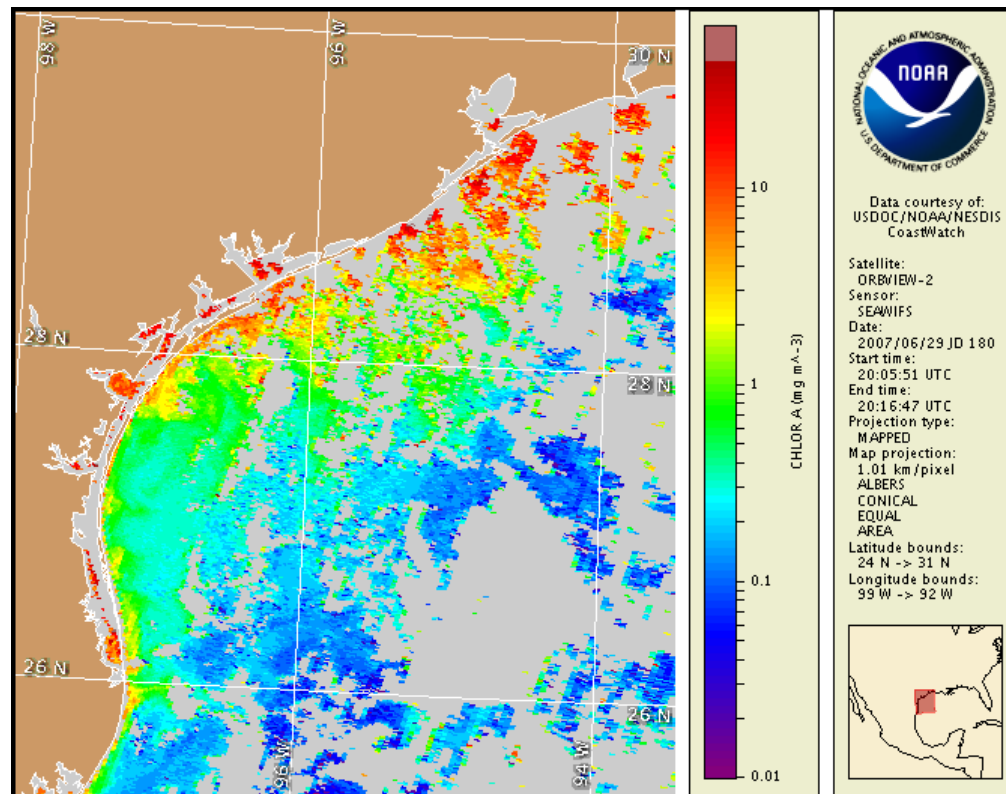 98 W
96 W
30 N
28 N
28 N
26 N
26 N
96 W
94 W
10
1
0.1
0.01
CHLOR A (mg m^-3)
NATIONAL OCEANIC AND ATMOSPHERIC ADMINISTRATION
NOAA
U.S. DEPARTMENT OF COMMERCE
Data courtesy of:
USDOC/NOAA/NESDIS
CoastWatch
Satellite:
ORBVIEW-2
Sensor:
SEAWIFS
Date:
2007/06/29 JD 180
Start time:
20:05:51 UTC
End time:
20:16:47 UTC
Projection type:
MAPPED
Map projection:
1.01 km/pixel
ALBERS
CONICAL
EQUAL
AREA
Latitude bounds:
24 N -> 31 N
Longitude bounds:
99 W -> 92 W